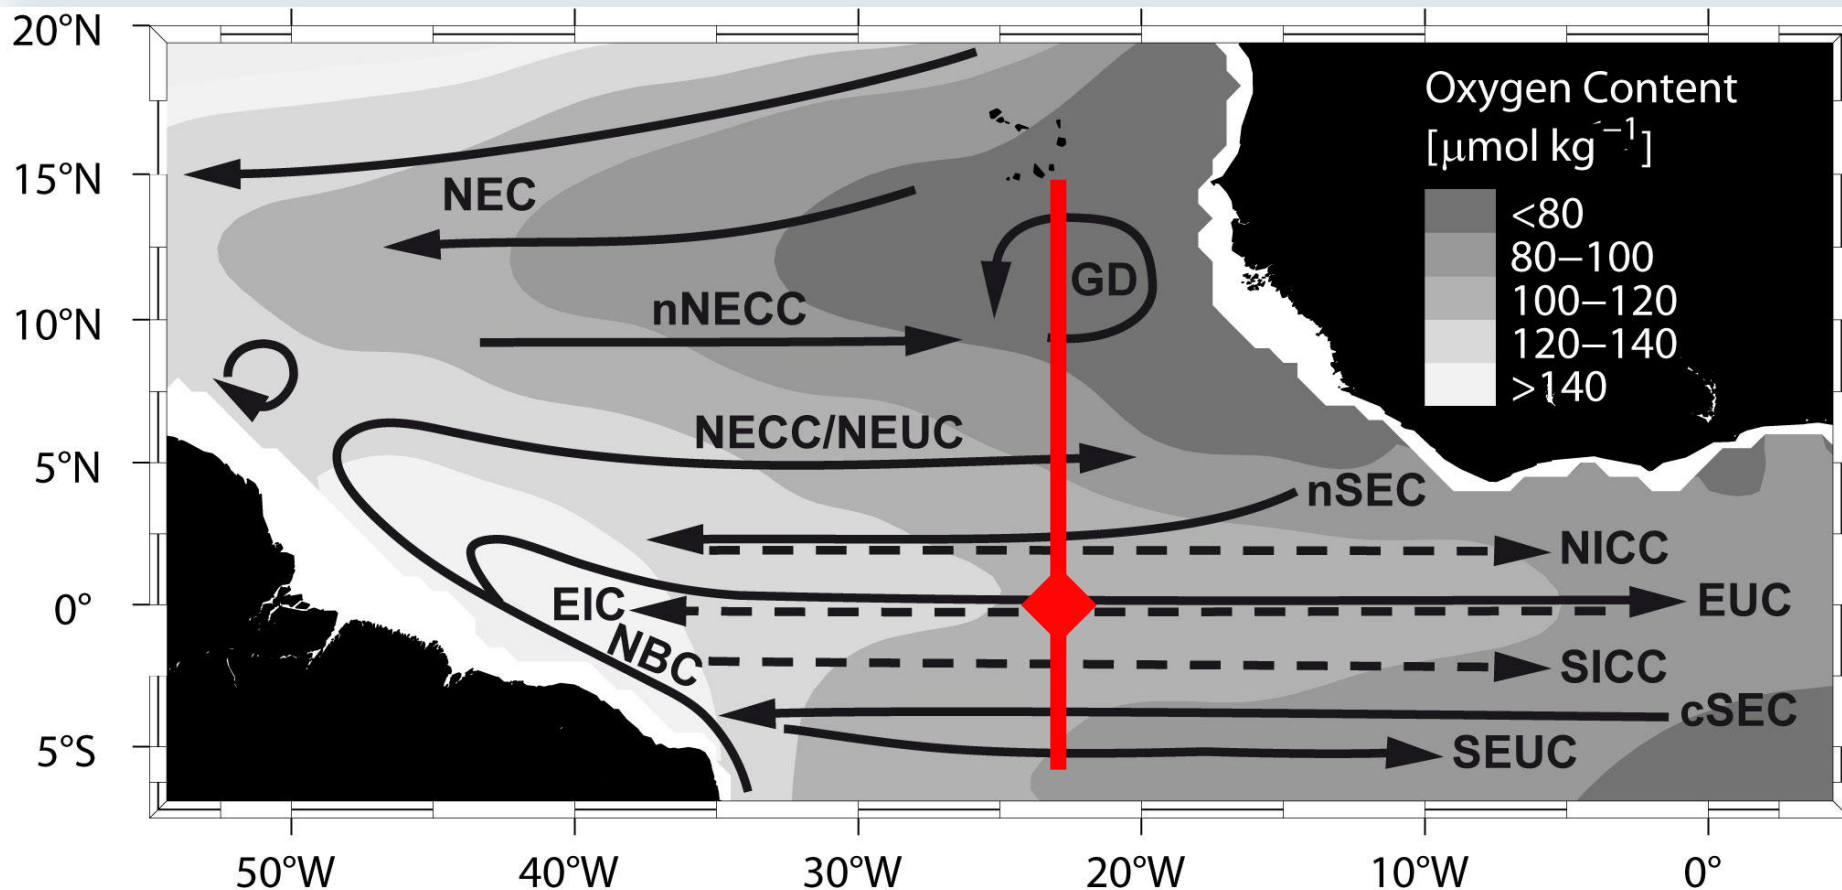 20°N
15°N
10°N
5°N
0°
5°S
50°W
40°W
30°W
20°W
10°W
0°
Oxygen Content
[μmol kg⁻¹]
<80
80–100
100–120
120–140
>140
NEC
GD
nNECC
NECC/NEUC
nSEC
NICC
EIC
EUC
NBC
SICC
cSEC
SEUC